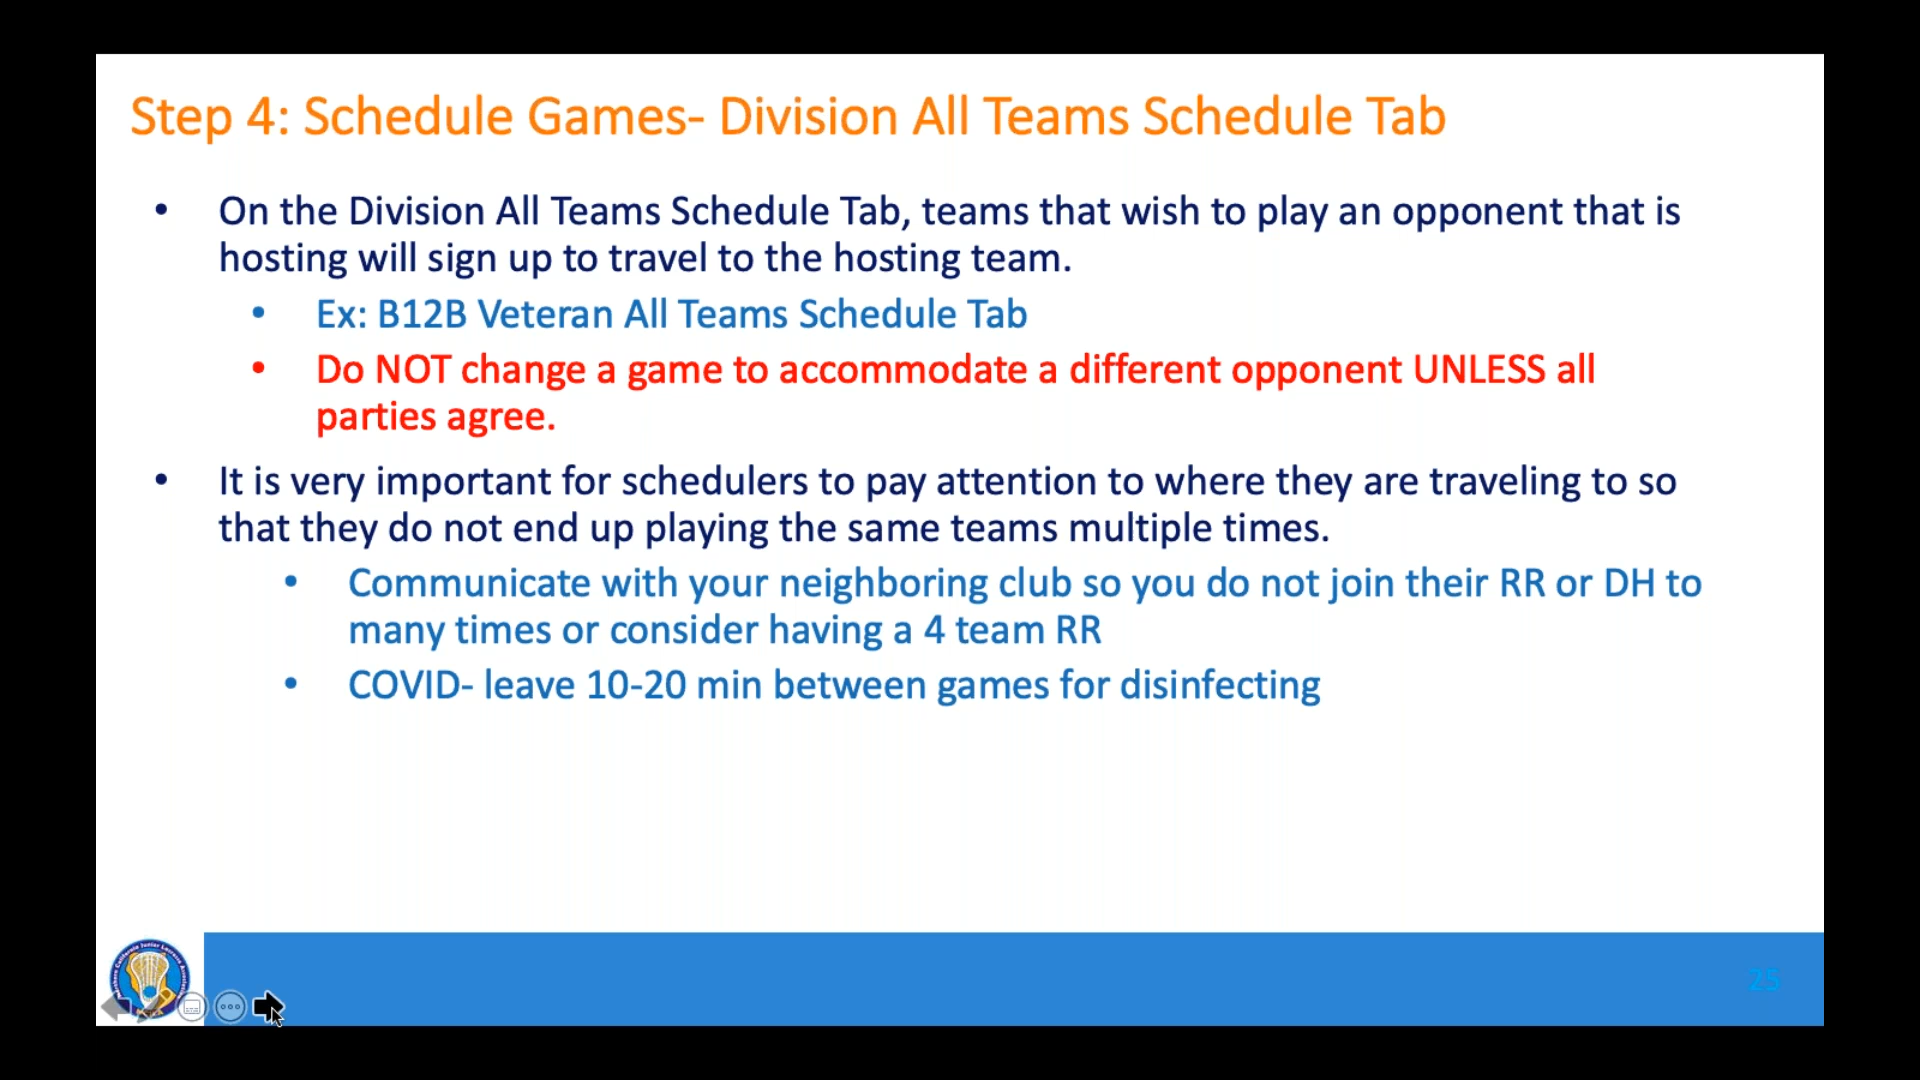 Step 4: Schedule Games- Division All Teams Schedule Tab
• On the Division All Teams Schedule Tab, teams that wish to play an opponent that is
hosting will sign up to travel to the hosting team.
• Ex: B12B Veteran All Teams Schedule Tab
• Do NOT change a game to accommodate a different opponent UNLESS all
parties agree.
• It is very important for schedulers to pay attention to where they are traveling to so
that they do not end up playing the same teams multiple times.
• Communicate with your neighboring club so you do not join their RR or DH to
many times or consider having a 4 team RR
• COVID- leave 10-20 min between games for disinfecting
25